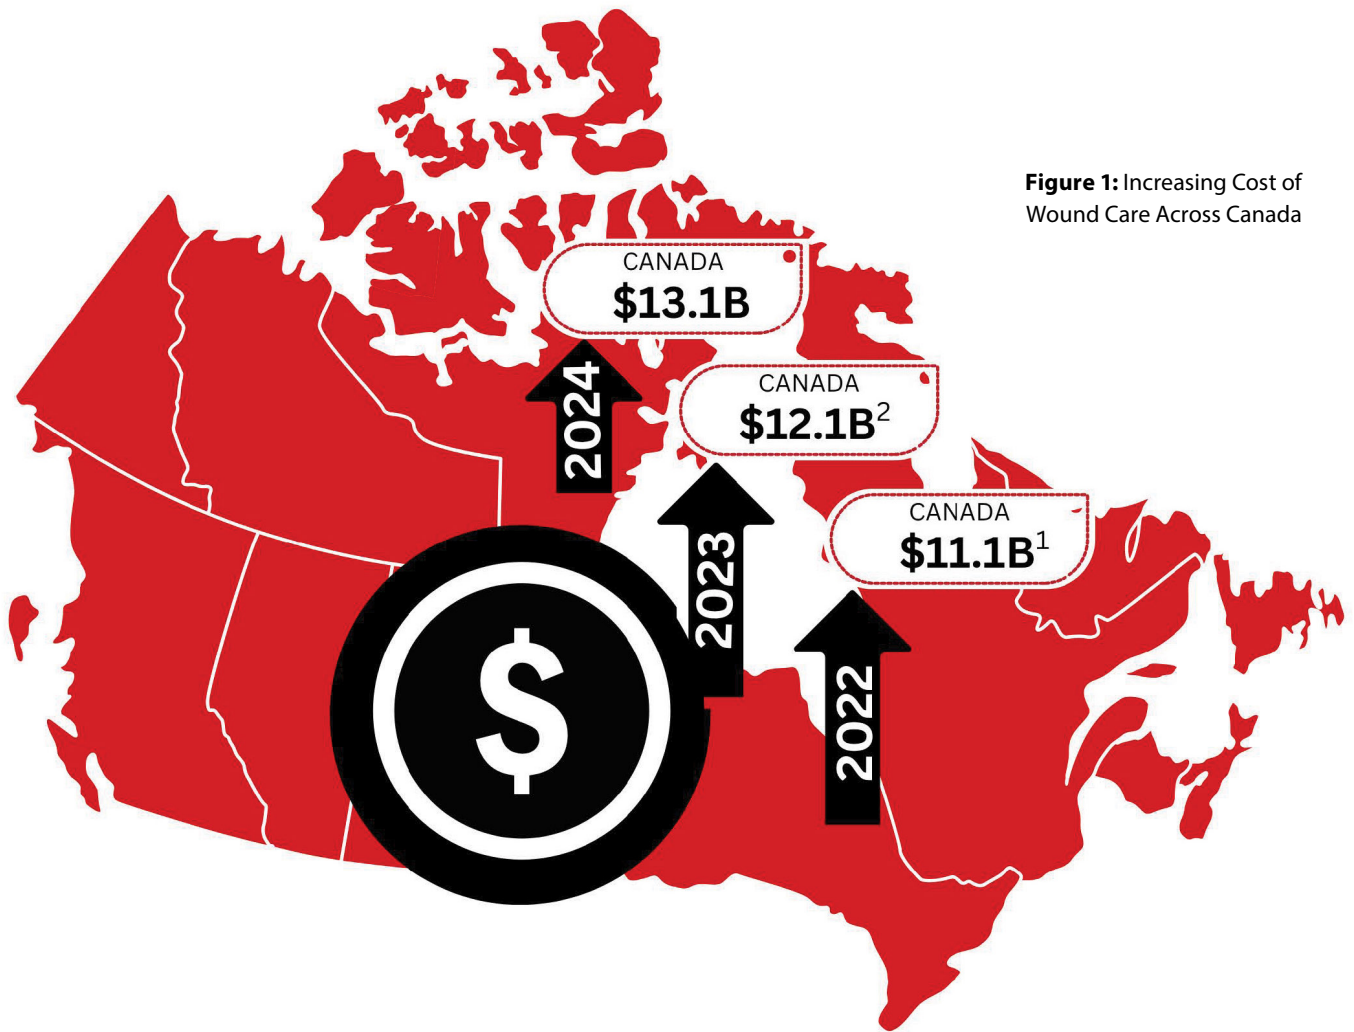 Figure 1: Increasing Cost of
Wound Care Across Canada
CANADA
$13.1B
2024
CANADA
$12.1B²
2023
CANADA
$11.1B¹
2022
$